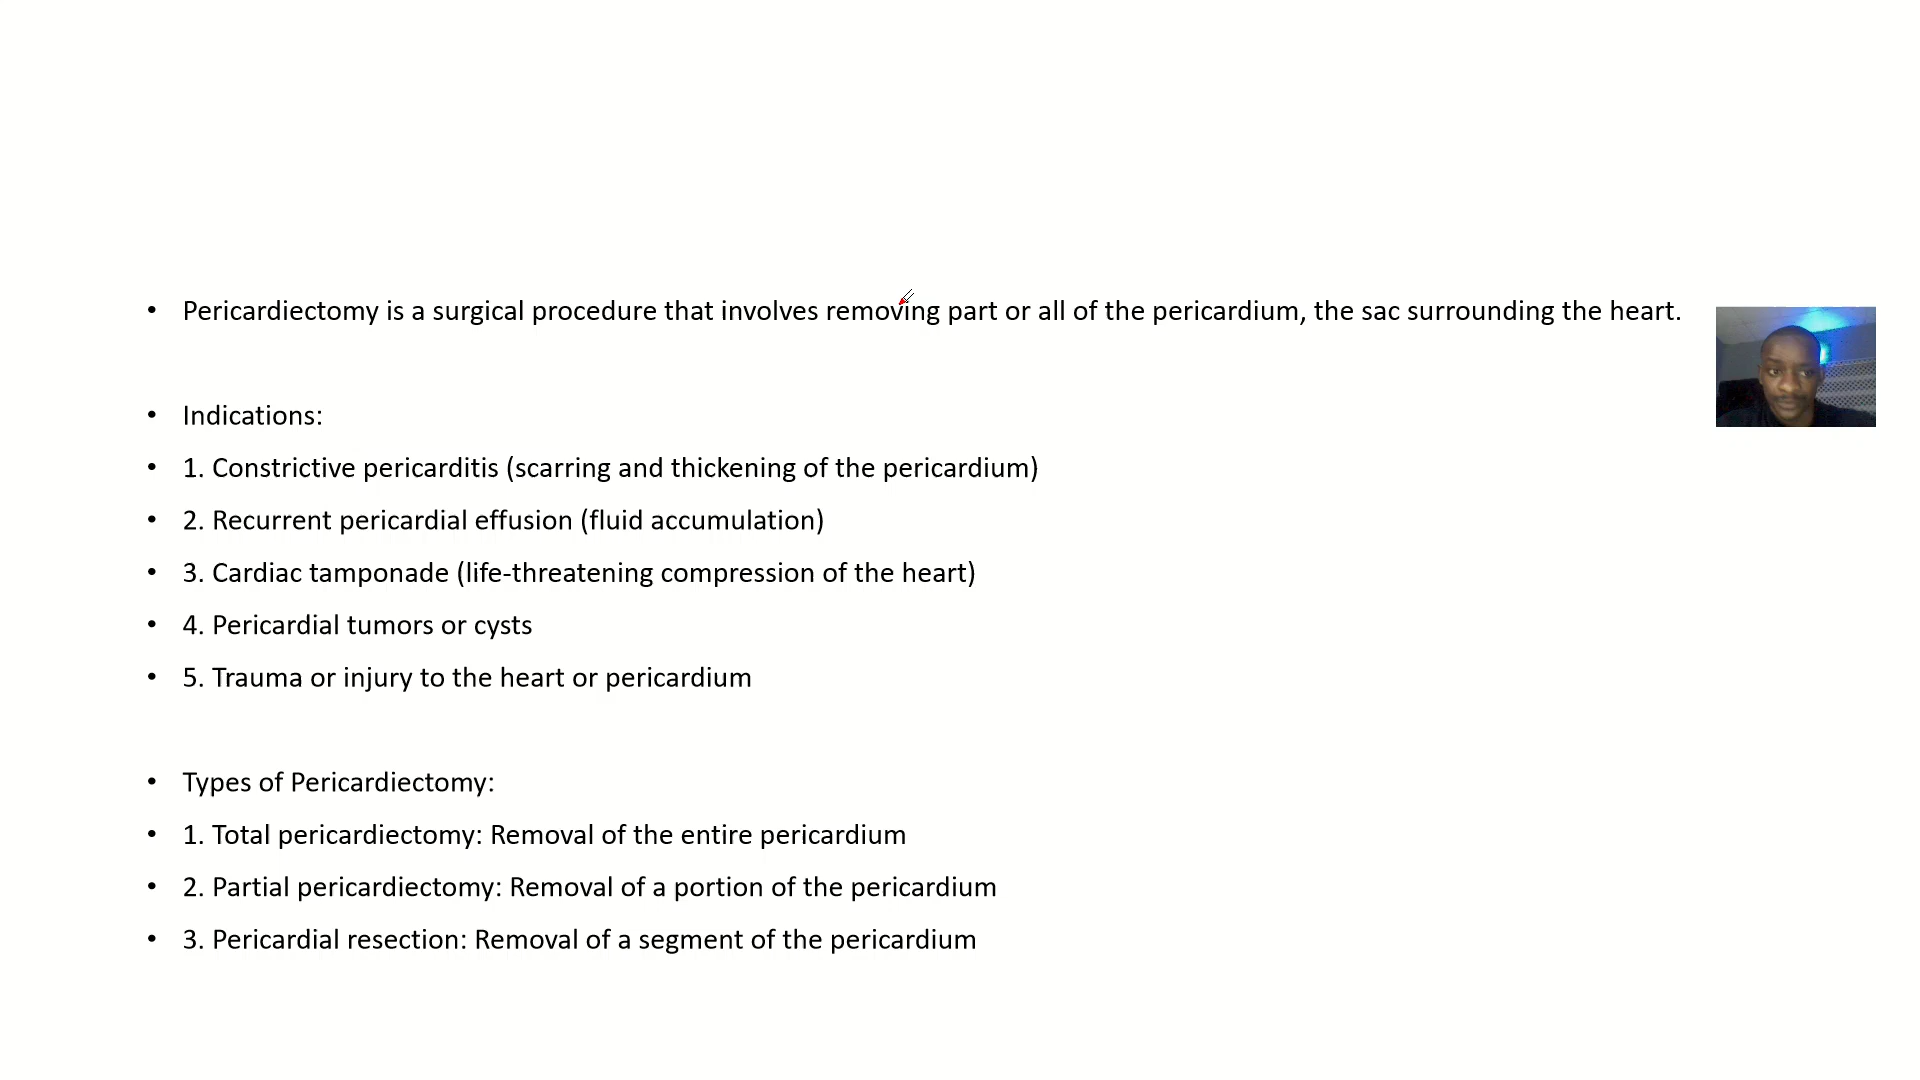 • Pericardiectomy is a surgical procedure that involves removing part or all of the pericardium, the sac surrounding the heart.
• Indications:
• 1. Constrictive pericarditis (scarring and thickening of the pericardium)
• 2. Recurrent pericardial effusion (fluid accumulation)
• 3. Cardiac tamponade (life-threatening compression of the heart)
• 4. Pericardial tumors or cysts
• 5. Trauma or injury to the heart or pericardium
• Types of Pericardiectomy:
• 1. Total pericardiectomy: Removal of the entire pericardium
• 2. Partial pericardiectomy: Removal of a portion of the pericardium
• 3. Pericardial resection: Removal of a segment of the pericardium